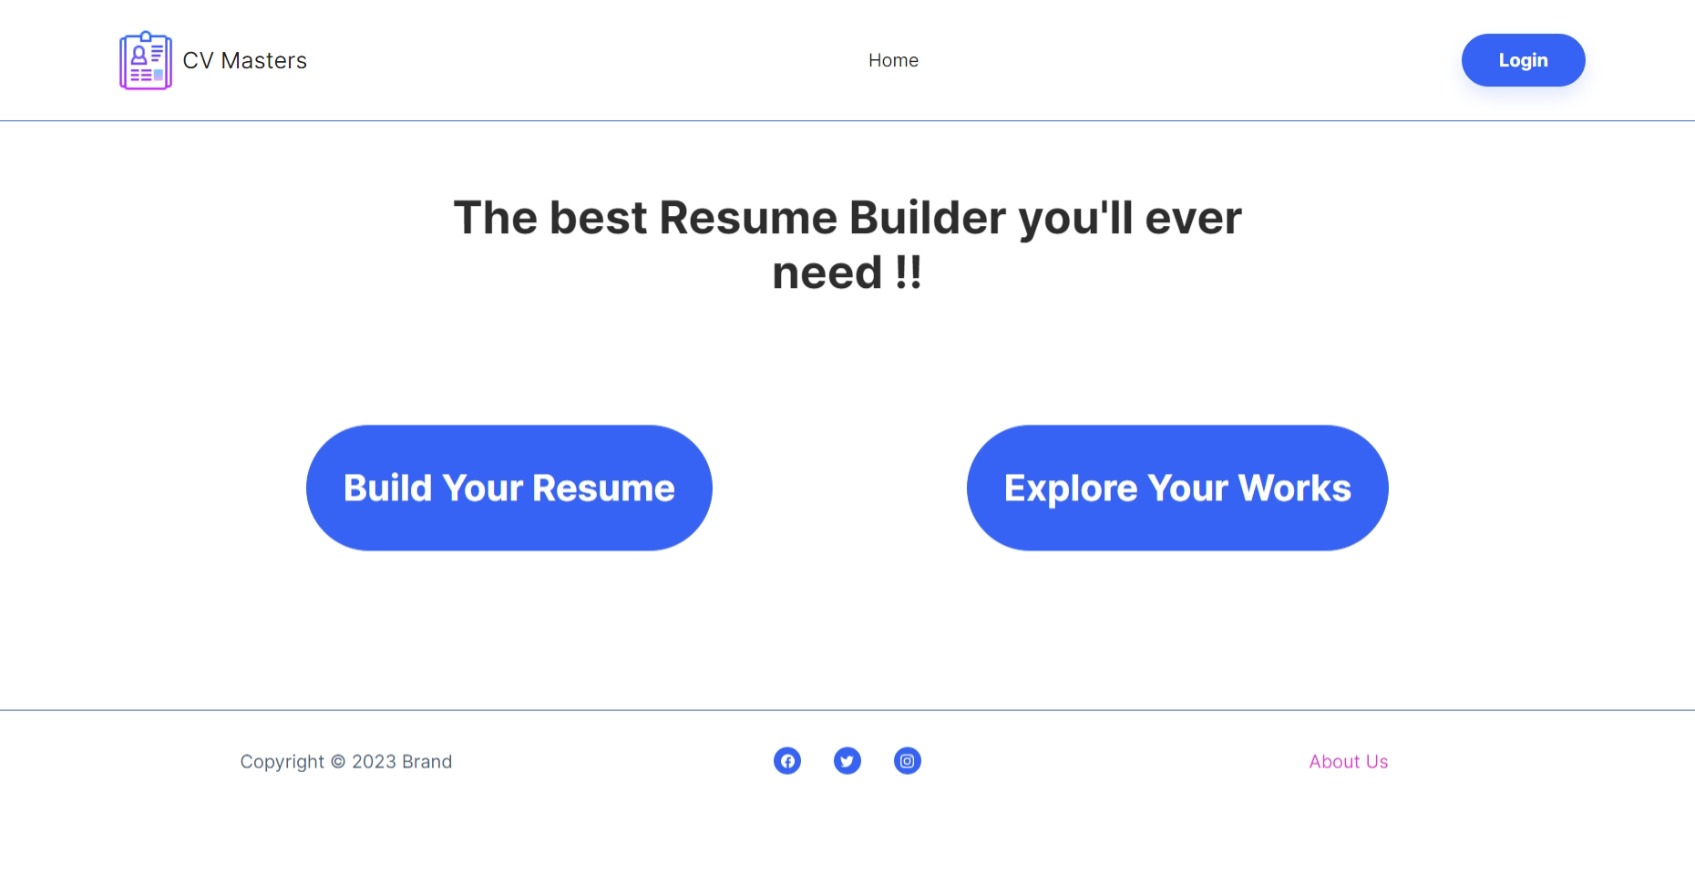 CV Masters
Home
Login
The best Resume Builder you'll ever
need !!
Build Your Resume
Explore Your Works
Copyright © 2023 Brand
About Us